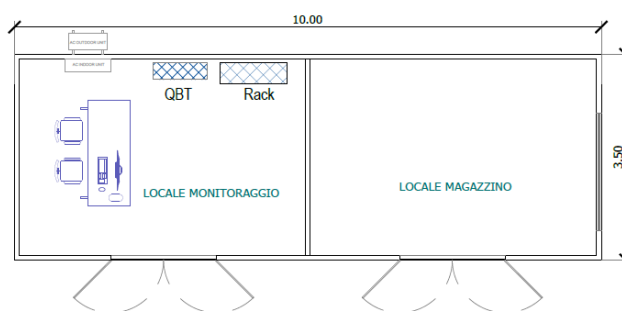 10.00
AC OUTDOOR UNIT
AC INDOOR UNIT
QBT
Rack
3.50
LOCALE MONITORAGGIO
LOCALE MAGAZZINO